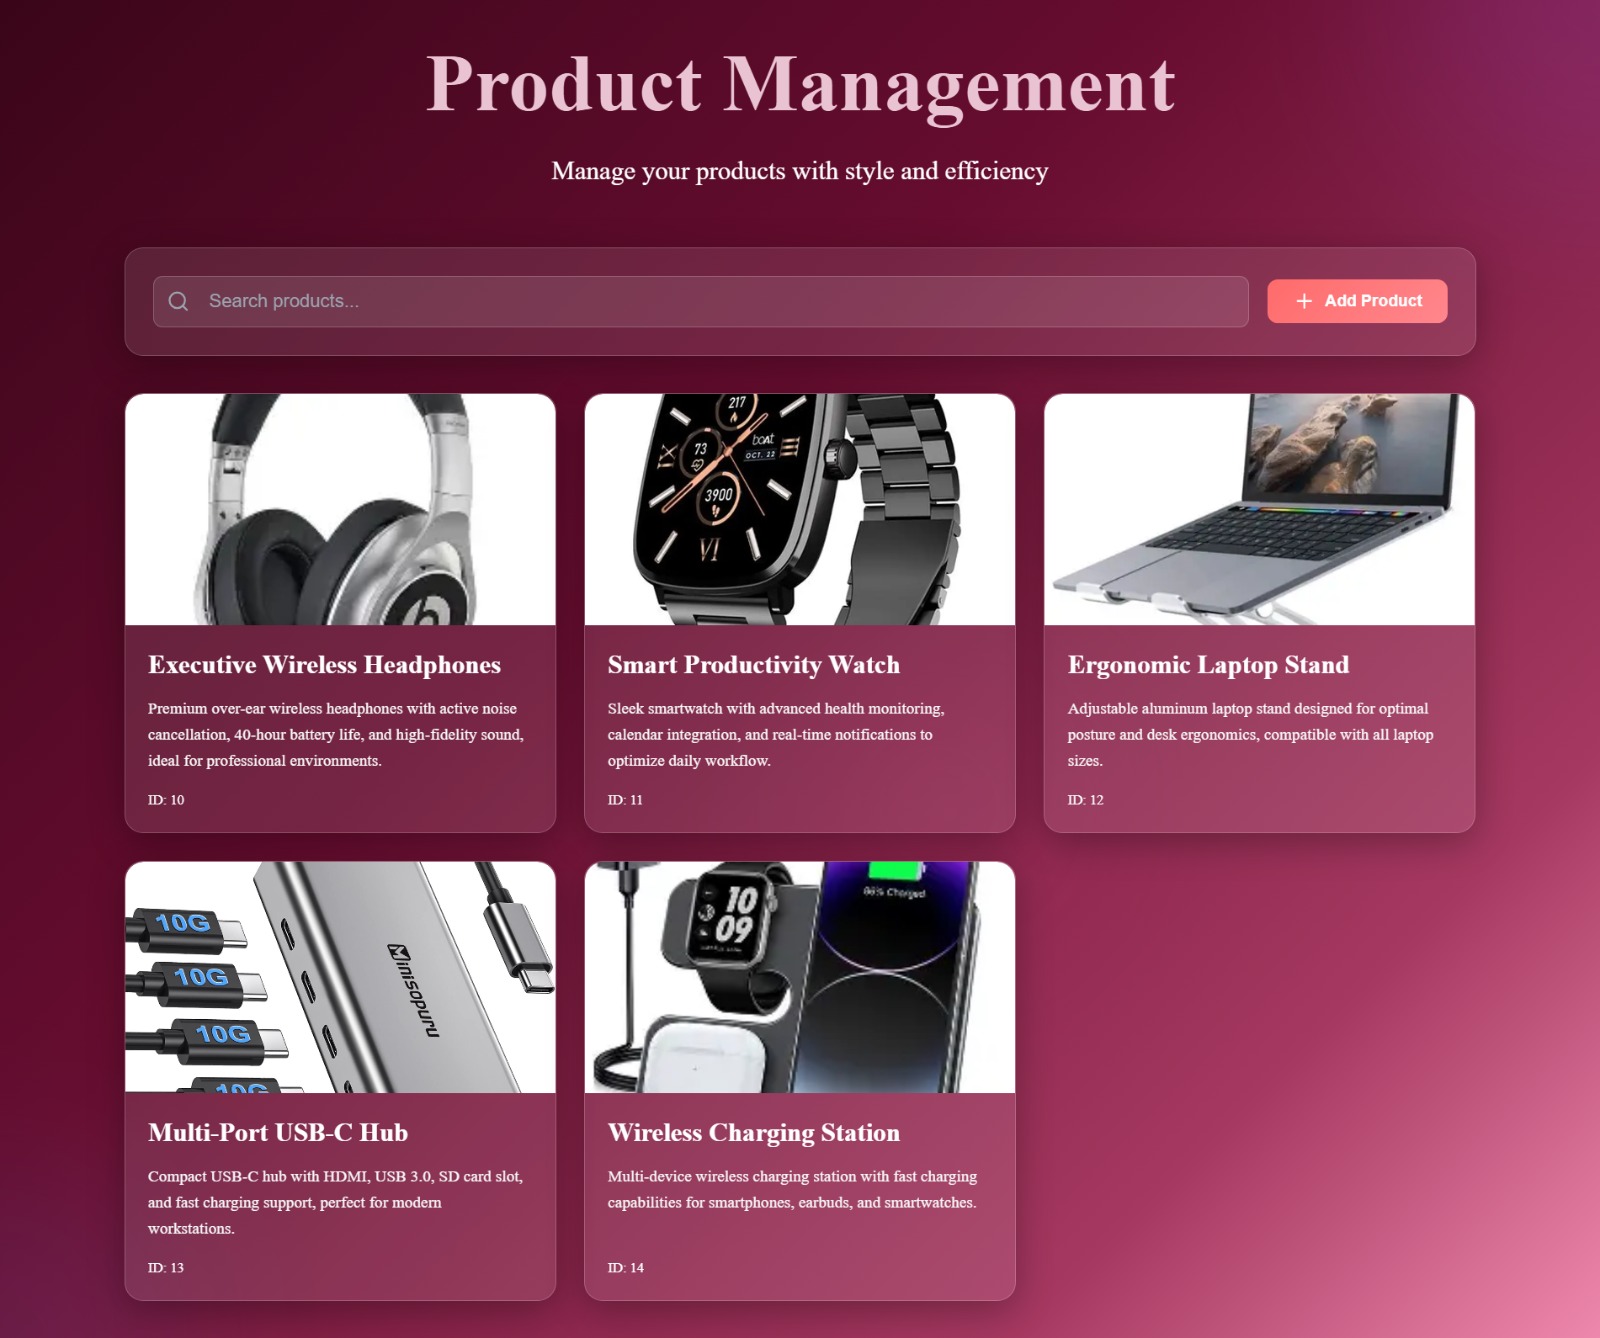 Product Management
Manage your products with style and efficiency
Search products...
Add Product
217
73
boAt
OCT. 22
IX
III
3900
VI
Executive Wireless Headphones
Premium over-ear wireless headphones with active noise
cancellation, 40-hour battery life, and high-fidelity sound,
ideal for professional environments.
ID: 10
Smart Productivity Watch
Sleek smartwatch with advanced health monitoring,
calendar integration, and real-time notifications to
optimize daily workflow.
ID: 11
Ergonomic Laptop Stand
Adjustable aluminum laptop stand designed for optimal
posture and desk ergonomics, compatible with all laptop
sizes.
ID: 12
10G
10G
10G
10G
Minisopuru
10
09
86% Charged
Multi-Port USB-C Hub
Compact USB-C hub with HDMI, USB 3.0, SD card slot,
and fast charging support, perfect for modern
workstations.
ID: 13
Wireless Charging Station
Multi-device wireless charging station with fast charging
capabilities for smartphones, earbuds, and smartwatches.
ID: 14